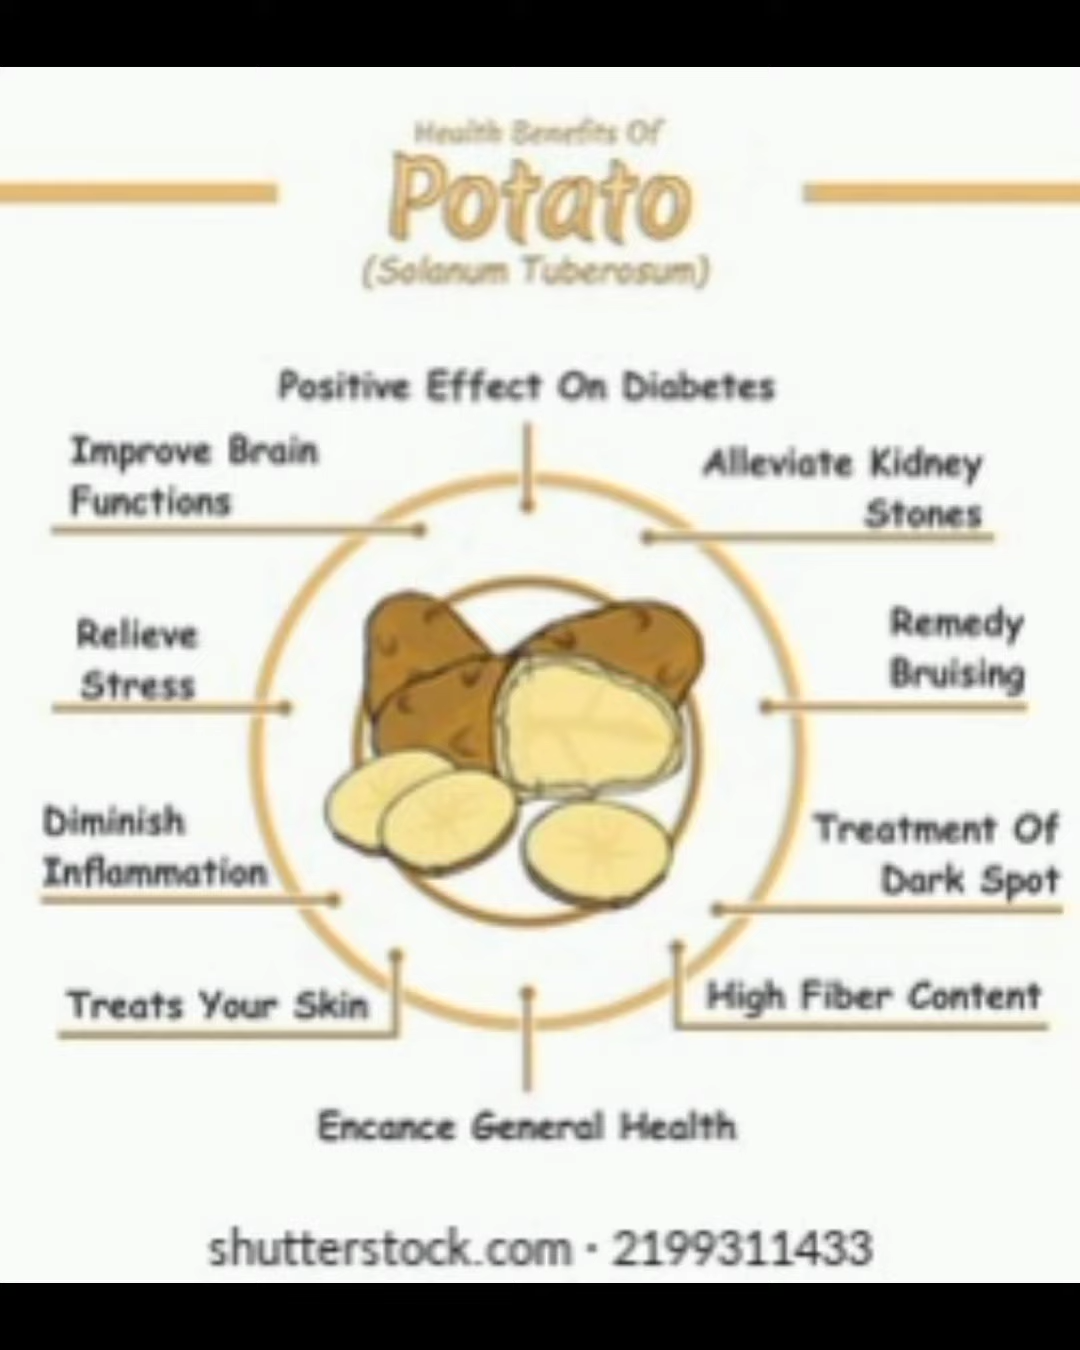 Health Benefits Of
Potato
(Solanum Tuberosum)
Positive Effect On Diabetes
Improve Brain
Functions
Alleviate Kidney
Stones
Relieve
Stress
Remedy
Bruising
Diminish
Inflammation
Treatment Of
Dark Spot
Treats Your Skin
High Fiber Content
Encance General Health
shutterstock.com · 2199311433